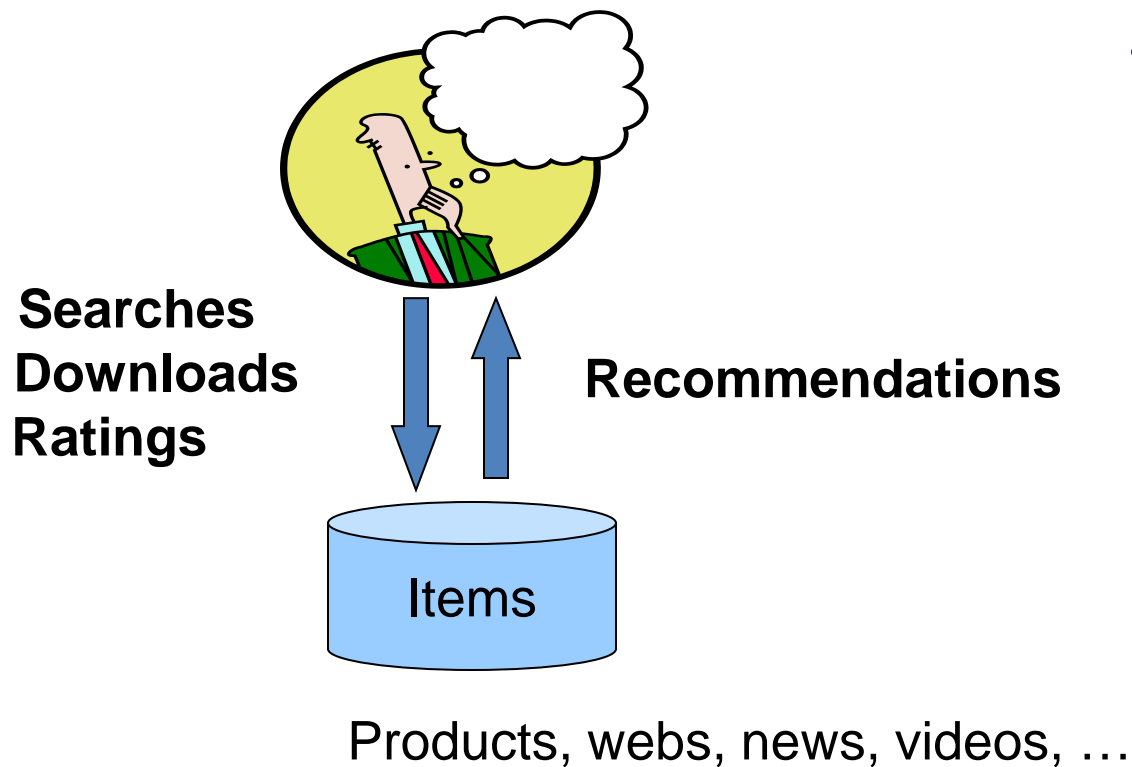 Searches
Downloads
Ratings
Recommendations
Items
Products, webs, news, videos, …